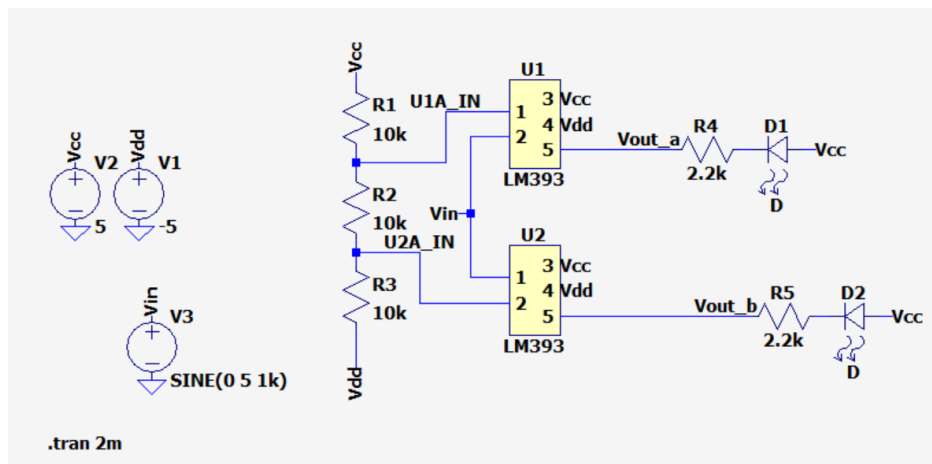 Vcc
Vdd
V2
V1
5
-5
Vin
V3
SINE(0 5 1k)
.tran 2m
Vcc
R1
10k
U1A_IN
R2
10k
U2A_IN
R3
10k
Vdd
Vin
U1
1
2
3
4
5
Vcc
Vdd
LM393
Vout_a
R4
2.2k
D1
D
Vcc
U2
1
2
3
4
5
Vcc
Vdd
LM393
Vout_b
R5
2.2k
D2
D
Vcc